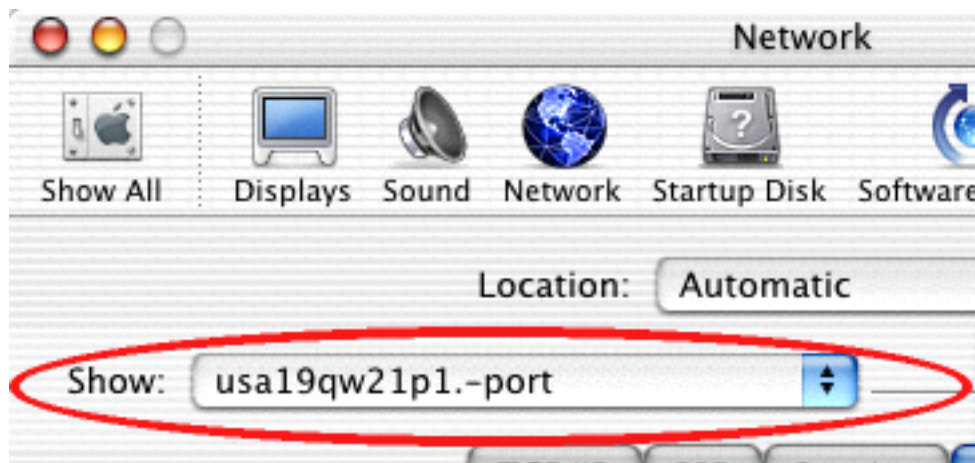 Network
Show All
Displays
Sound
Network
Startup Disk
Software
Location: Automatic
Show: usa19qw21p1.-port